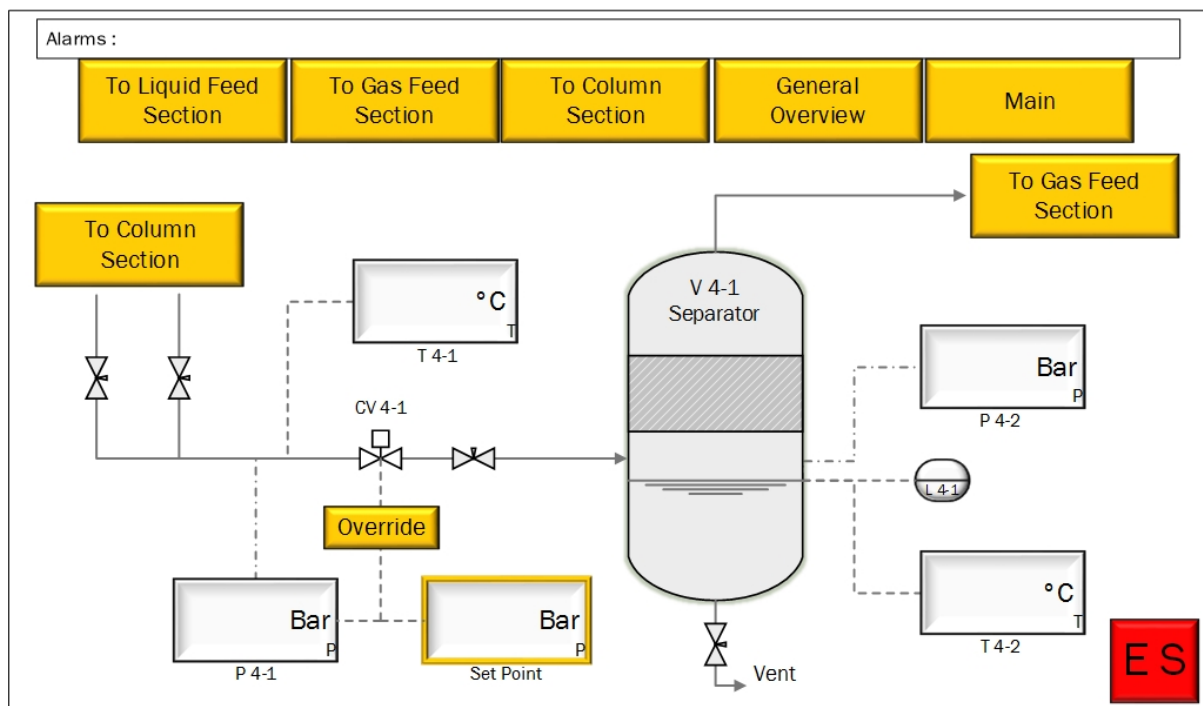 Alarms :
To Liquid Feed
Section
To Gas Feed
Section
To Column
Section
General
Overview
Main
To Gas Feed
Section
To Column
Section
°C
T
T 4-1
V 4-1
Separator
Bar
P
P 4-2
CV 4-1
L 4-1
Override
Bar
P
P 4-1
Bar
P
Set Point
°C
T
T 4-2
Vent
E S